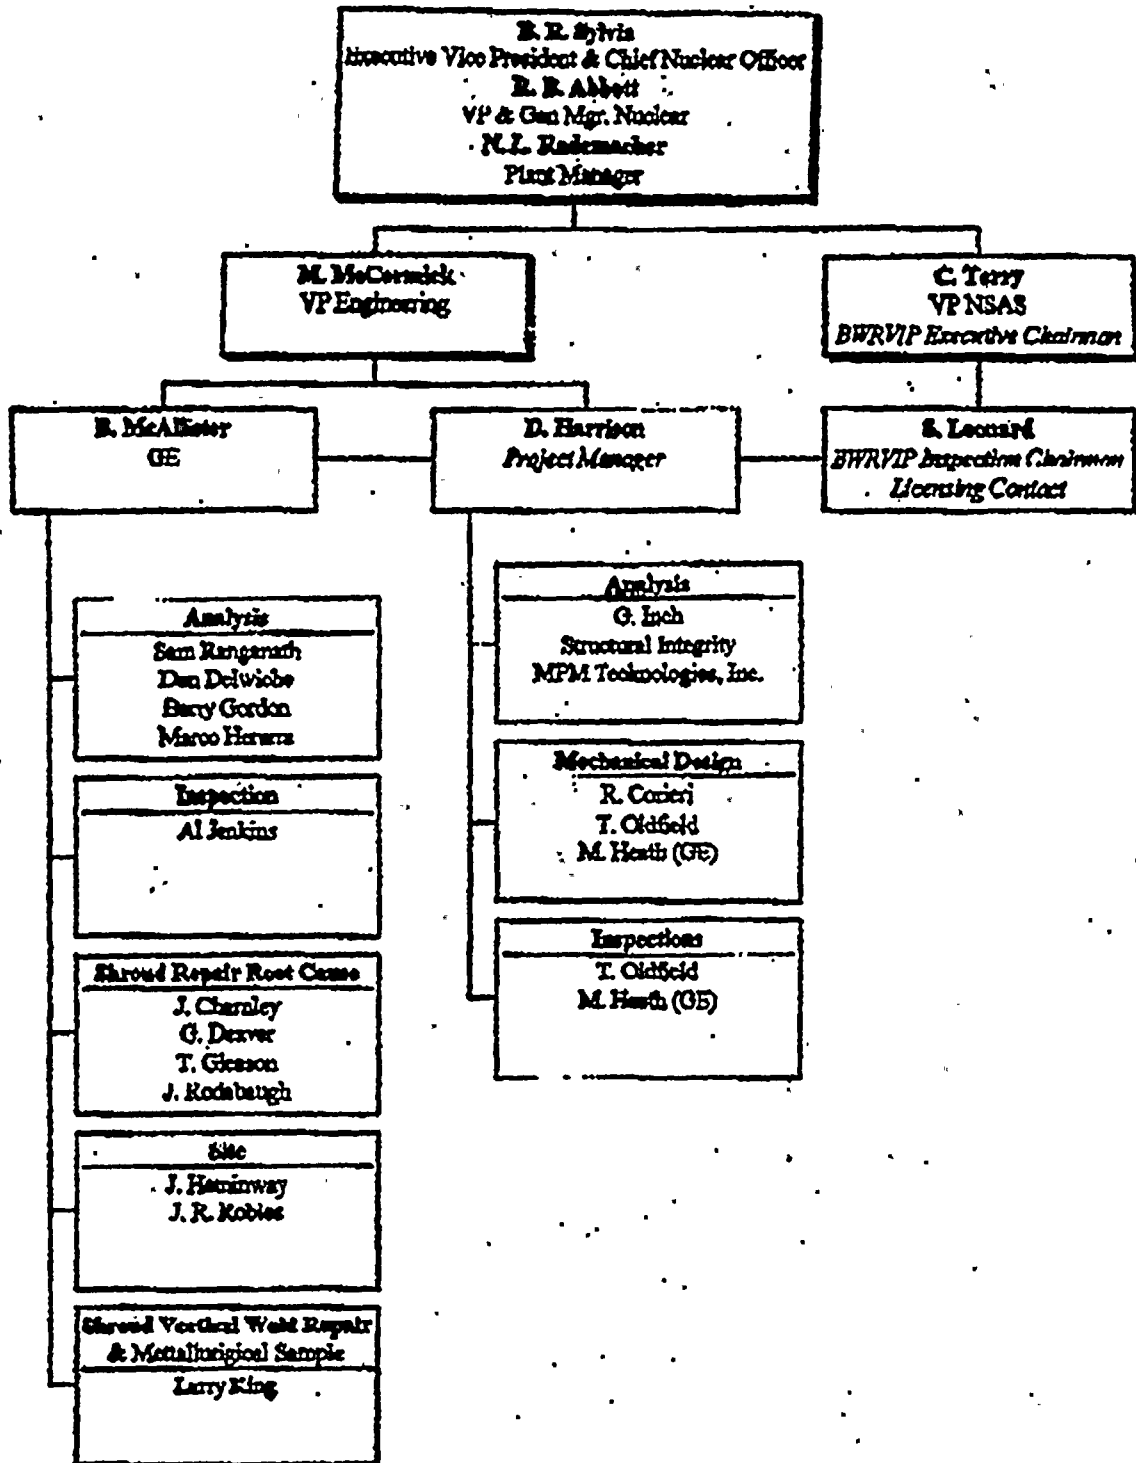 B. R. Sylvia
Executive Vice President & Chief Nuclear Officer
R. B. Abbott
VP & Gen Mgr. Nuclear
N. L. Rademacher
Plant Manager
M. McCormick
VP Engineering
C. Terry
VP NSAS
BWRVIP Executive Chairman
B. McAllister
GE
D. Harrison
Project Manager
S. Leonard
BWRVIP Inspection Chairman
Licensing Contact
Analysis
Sam Ranganath
Dan Delwiche
Barry Gordon
Marco Herrera
Inspection
Al Jenkins
Shroud Repair Root Cause
J. Charnley
G. Deaver
T. Gleason
J. Rodabaugh
Site
J. Heminway
J. R. Robles
Shroud Vertical Weld Repair
& Metallurigical Sample
Larry King
Analysis
G. Inch
Structural Integrity
MPM Technologies, Inc.
Mechanical Design
R. Corieri
T. Oldfield
M. Heath (GE)
Inspections
T. Oldfield
M. Heath (GE)